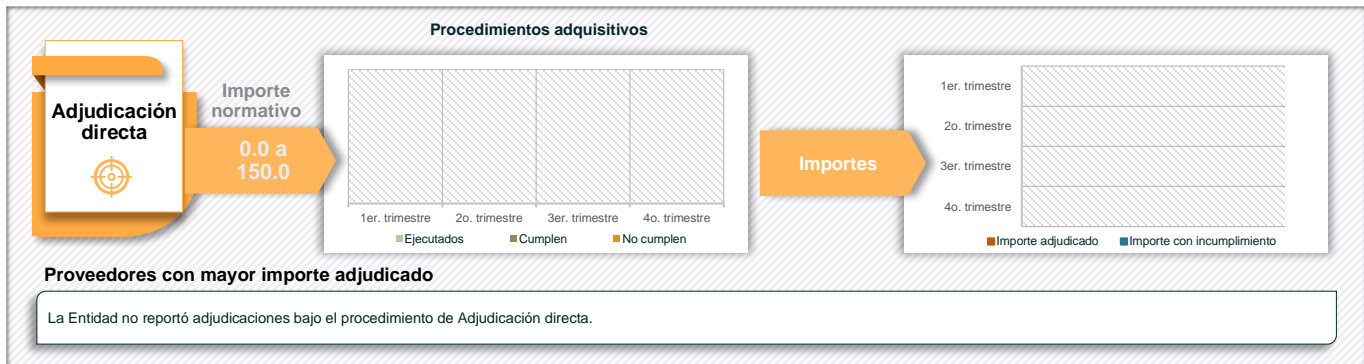 Procedimientos adquisitivos
Adjudicación
directa
Importe
normativo
0.0 a
150.0
1er. trimestre
2o. trimestre
3er. trimestre
4o. trimestre
Ejecutados
Cumplen
No cumplen
Importes
1er. trimestre
2o. trimestre
3er. trimestre
4o. trimestre
Importe adjudicado
Importe con incumplimiento
Proveedores con mayor importe adjudicado
La Entidad no reportó adjudicaciones bajo el procedimiento de Adjudicación directa.